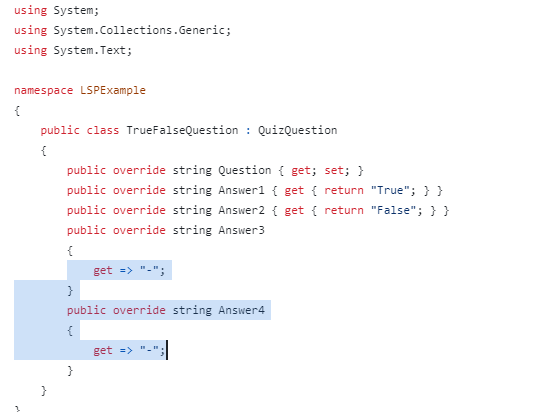 using System;
using System.Collections.Generic;
using System.Text;

namespace LSPExample
{
    public class TrueFalseQuestion : QuizQuestion
    {
        public override string Question { get; set; }
        public override string Answer1 { get { return "True"; } }
        public override string Answer2 { get { return "False"; } }
        public override string Answer3
        {
            get => "-";
        }
        public override string Answer4
        {
            get => "-";
        }
    }
}